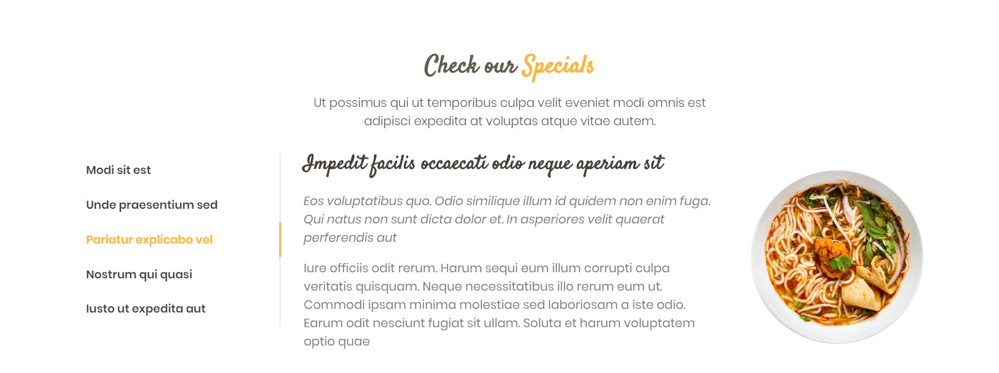 Check our Specials
Ut possimus qui ut temporibus culpa velit eveniet modi omnis est
adipisci expedita at voluptas atque vitae autem.
Modi sit est
Unde praesentium sed
Pariatur explicabo vel
Nostrum qui quasi
Iusto ut expedita aut
Impedit facilis occaecati odio neque aperiam sit
Eos voluptatibus quo. Odio similique illum id quidem non enim fuga.
Qui natus non sunt dicta dolor et. In asperiores velit quaerat
perferendis aut
Iure officiis odit rerum. Harum sequi eum illum corrupti culpa
veritatis quisquam. Neque necessitatibus illo rerum eum ut.
Commodi ipsam minima molestiae sed laboriosam a iste odio.
Earum odit nesciunt fugiat sit ullam. Soluta et harum voluptatem
optio quae